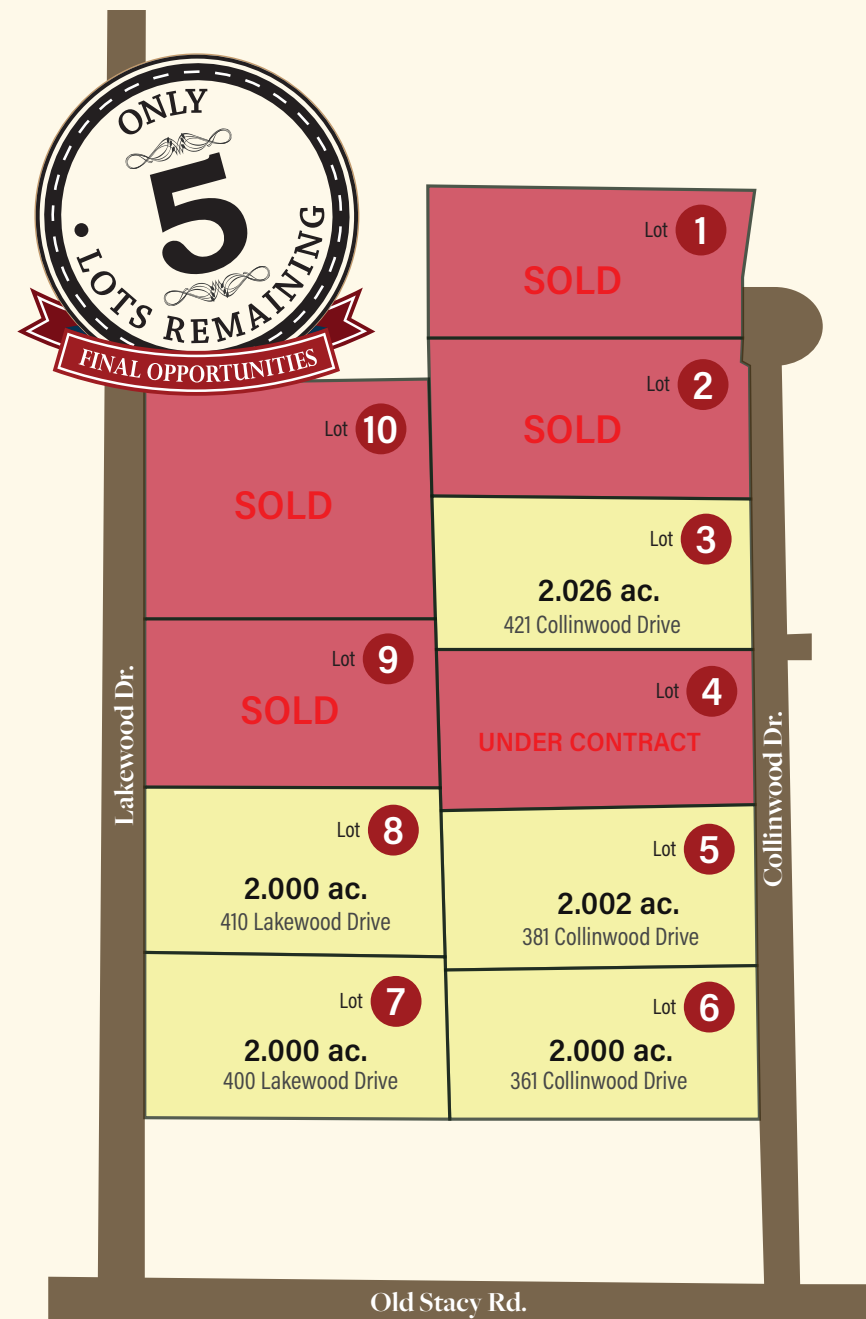 ONLY
5
• LOTS REMAINING
FINAL OPPORTUNITIES
Lot 1
SOLD
Lot 2
SOLD
Lot 10
SOLD
Lot 3
2.026 ac.
421 Collinwood Drive
Lot 9
SOLD
Lot 4
UNDER CONTRACT
Lakewood Dr.
Collinwood Dr.
Lot 8
2.000 ac.
410 Lakewood Drive
Lot 5
2.002 ac.
381 Collinwood Drive
Lot 7
2.000 ac.
400 Lakewood Drive
Lot 6
2.000 ac.
361 Collinwood Drive
Old Stacy Rd.